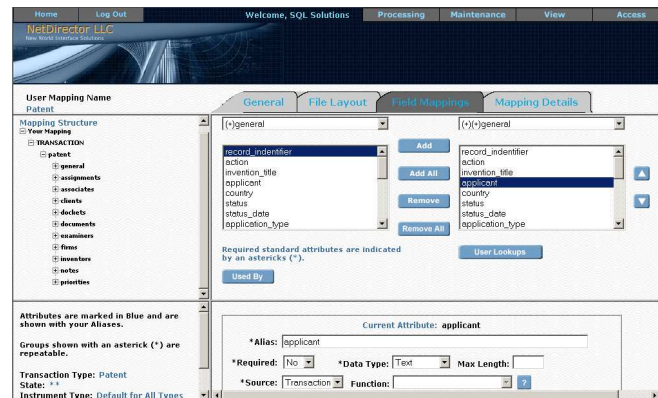 Home Log Out Welcome, SQL Solutions Processing Maintenance View Access
NetDirector LLC
New World Interface Solutions
User Mapping Name
Patent
General File Layout Field Mappings Mapping Details
Mapping Structure
Your Mapping
TRANSACTION
patent
general
assignments
associates
clients
dockets
documents
examiners
firms
inventors
notes
priorities
(+)general
record_indentifier
action
invention_title
applicant
country
status
status_date
application_type
Add
Add All
Remove
Remove All
(+)(+)general
record_indentifier
action
invention_title
applicant
country
status
status_date
application_type
Required standard attributes are indicated
by an astericks (*).
User Lookups
Used By
Attributes are marked in Blue and are
shown with your Aliases.
Groups shown with an asterick (*) are
repeatable.
Transaction Type: Patent
State: **
Instrument Type: Default for All Types
Current Attribute: applicant
*Alias: applicant
*Required: No *Data Type: Text Max Length:
*Source: Transaction Function: ?